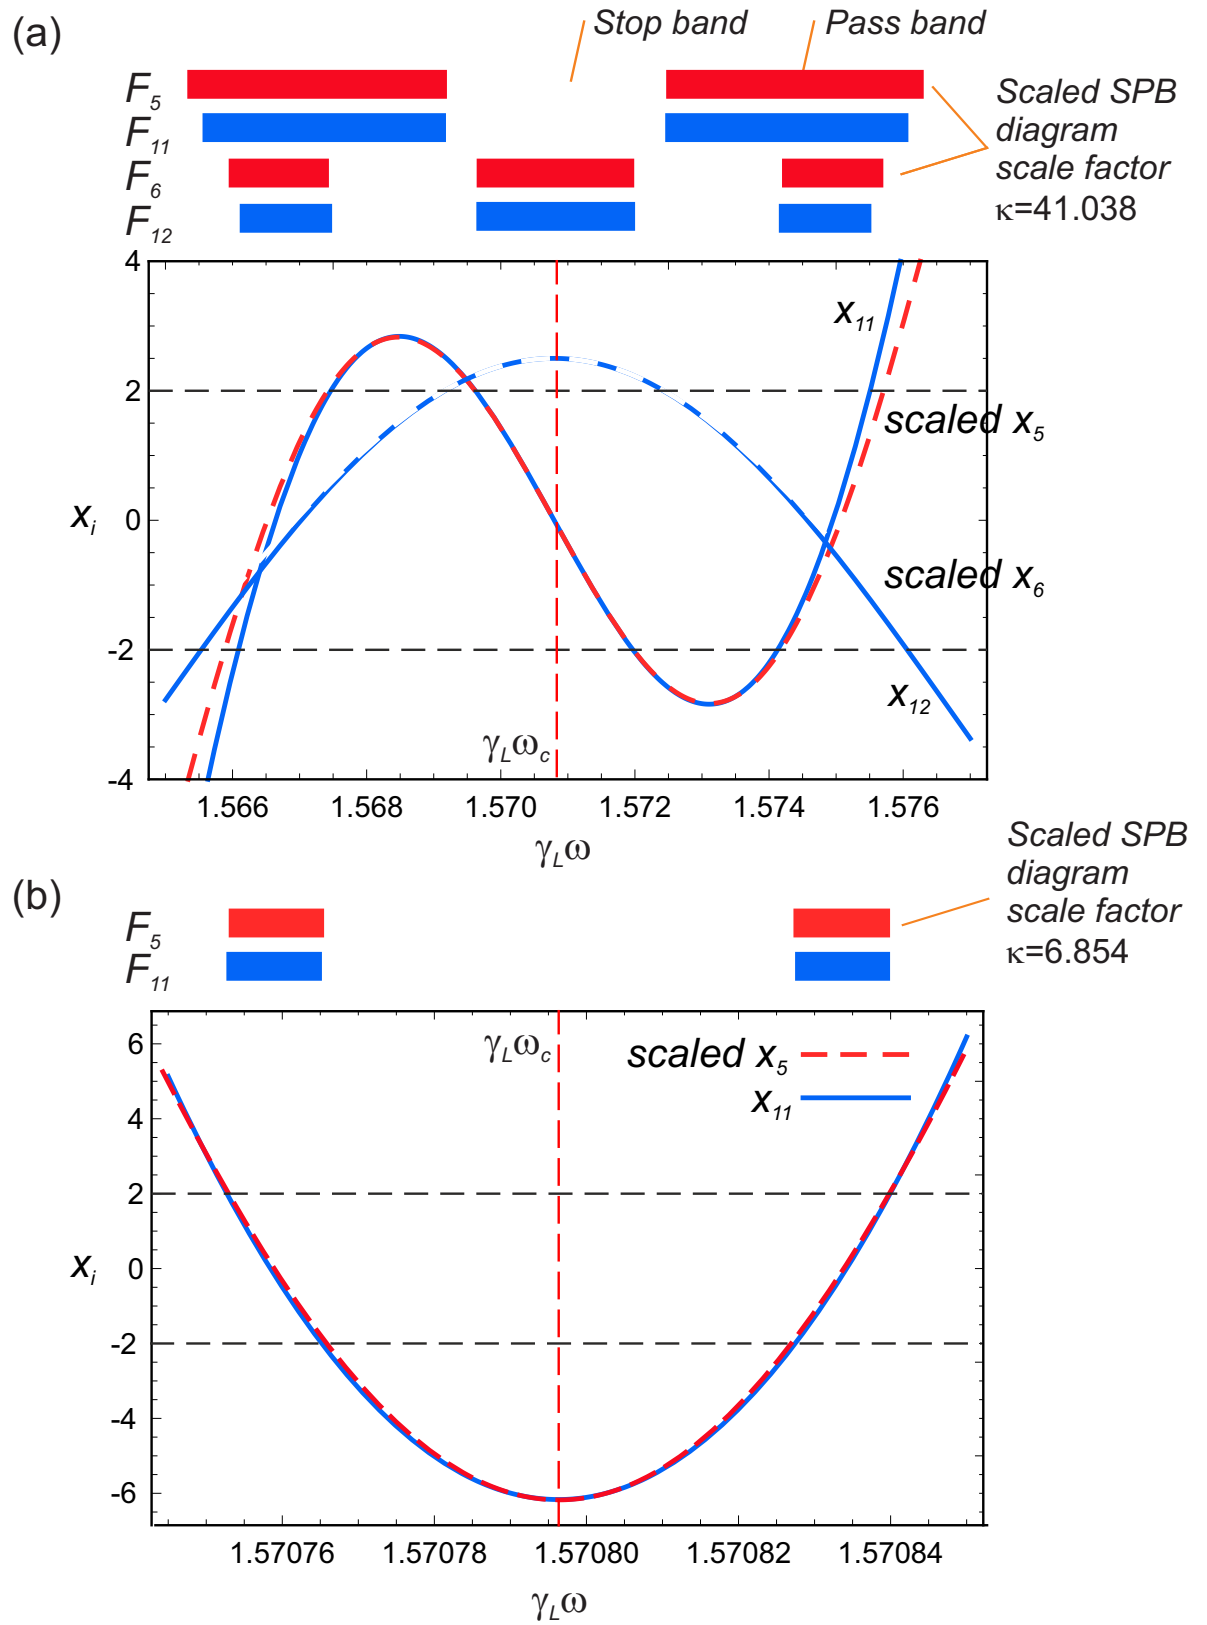 (a)
Stop band
Pass band
F5
F11
F6
F12
Scaled SPB
diagram
scale factor
κ=41.038
4
2
0
-2
-4
xi
x11
scaled x5
scaled x6
x12
γLωc
1.566
1.568
1.570
1.572
1.574
1.576
γLω
(b)
F5
F11
Scaled SPB
diagram
scale factor
κ=6.854
6
4
2
0
-2
-4
-6
xi
γLωc
scaled x5
x11
1.57076
1.57078
1.57080
1.57082
1.57084
γLω